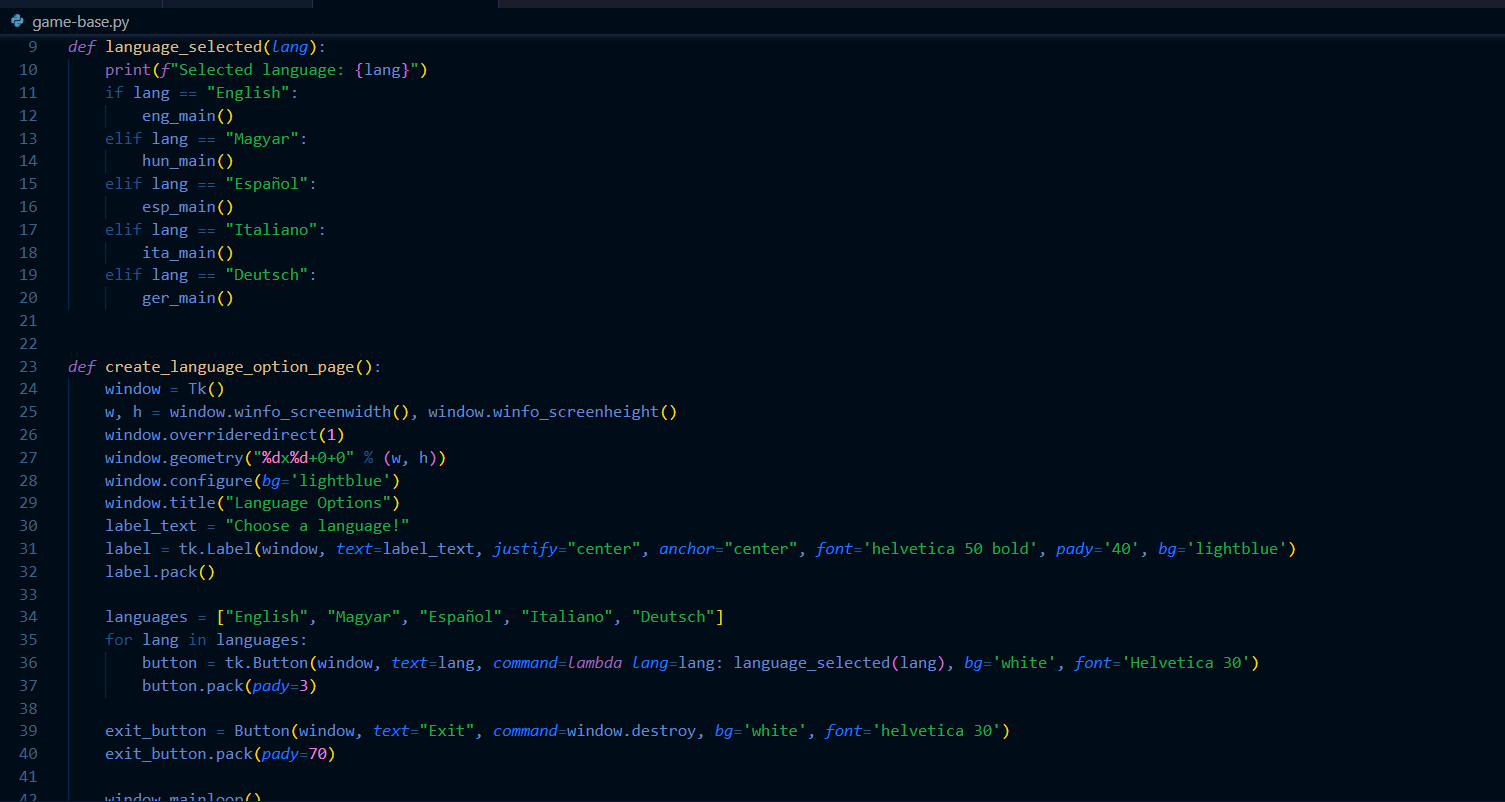 game-base.py
9 def language_selected(lang):
10     print(f"Selected language: {lang}")
11     if lang == "English":
12         eng_main()
13     elif lang == "Magyar":
14         hun_main()
15     elif lang == "Español":
16         esp_main()
17     elif lang == "Italiano":
18         ita_main()
19     elif lang == "Deutsch":
20         ger_main()
21
22
23 def create_language_option_page():
24     window = Tk()
25     w, h = window.winfo_screenwidth(), window.winfo_screenheight()
26     window.overrideredirect(1)
27     window.geometry("%dx%d+0+0" % (w, h))
28     window.configure(bg='lightblue')
29     window.title("Language Options")
30     label_text = "Choose a language!"
31     label = tk.Label(window, text=label_text, justify="center", anchor="center", font='helvetica 50 bold', pady='40', bg='lightblue')
32     label.pack()
33
34     languages = ["English", "Magyar", "Español", "Italiano", "Deutsch"]
35     for lang in languages:
36         button = tk.Button(window, text=lang, command=lambda lang=lang: language_selected(lang), bg='white', font='Helvetica 30')
37         button.pack(pady=3)
38
39     exit_button = Button(window, text="Exit", command=window.destroy, bg='white', font='helvetica 30')
40     exit_button.pack(pady=70)
41
42     window.mainloop()